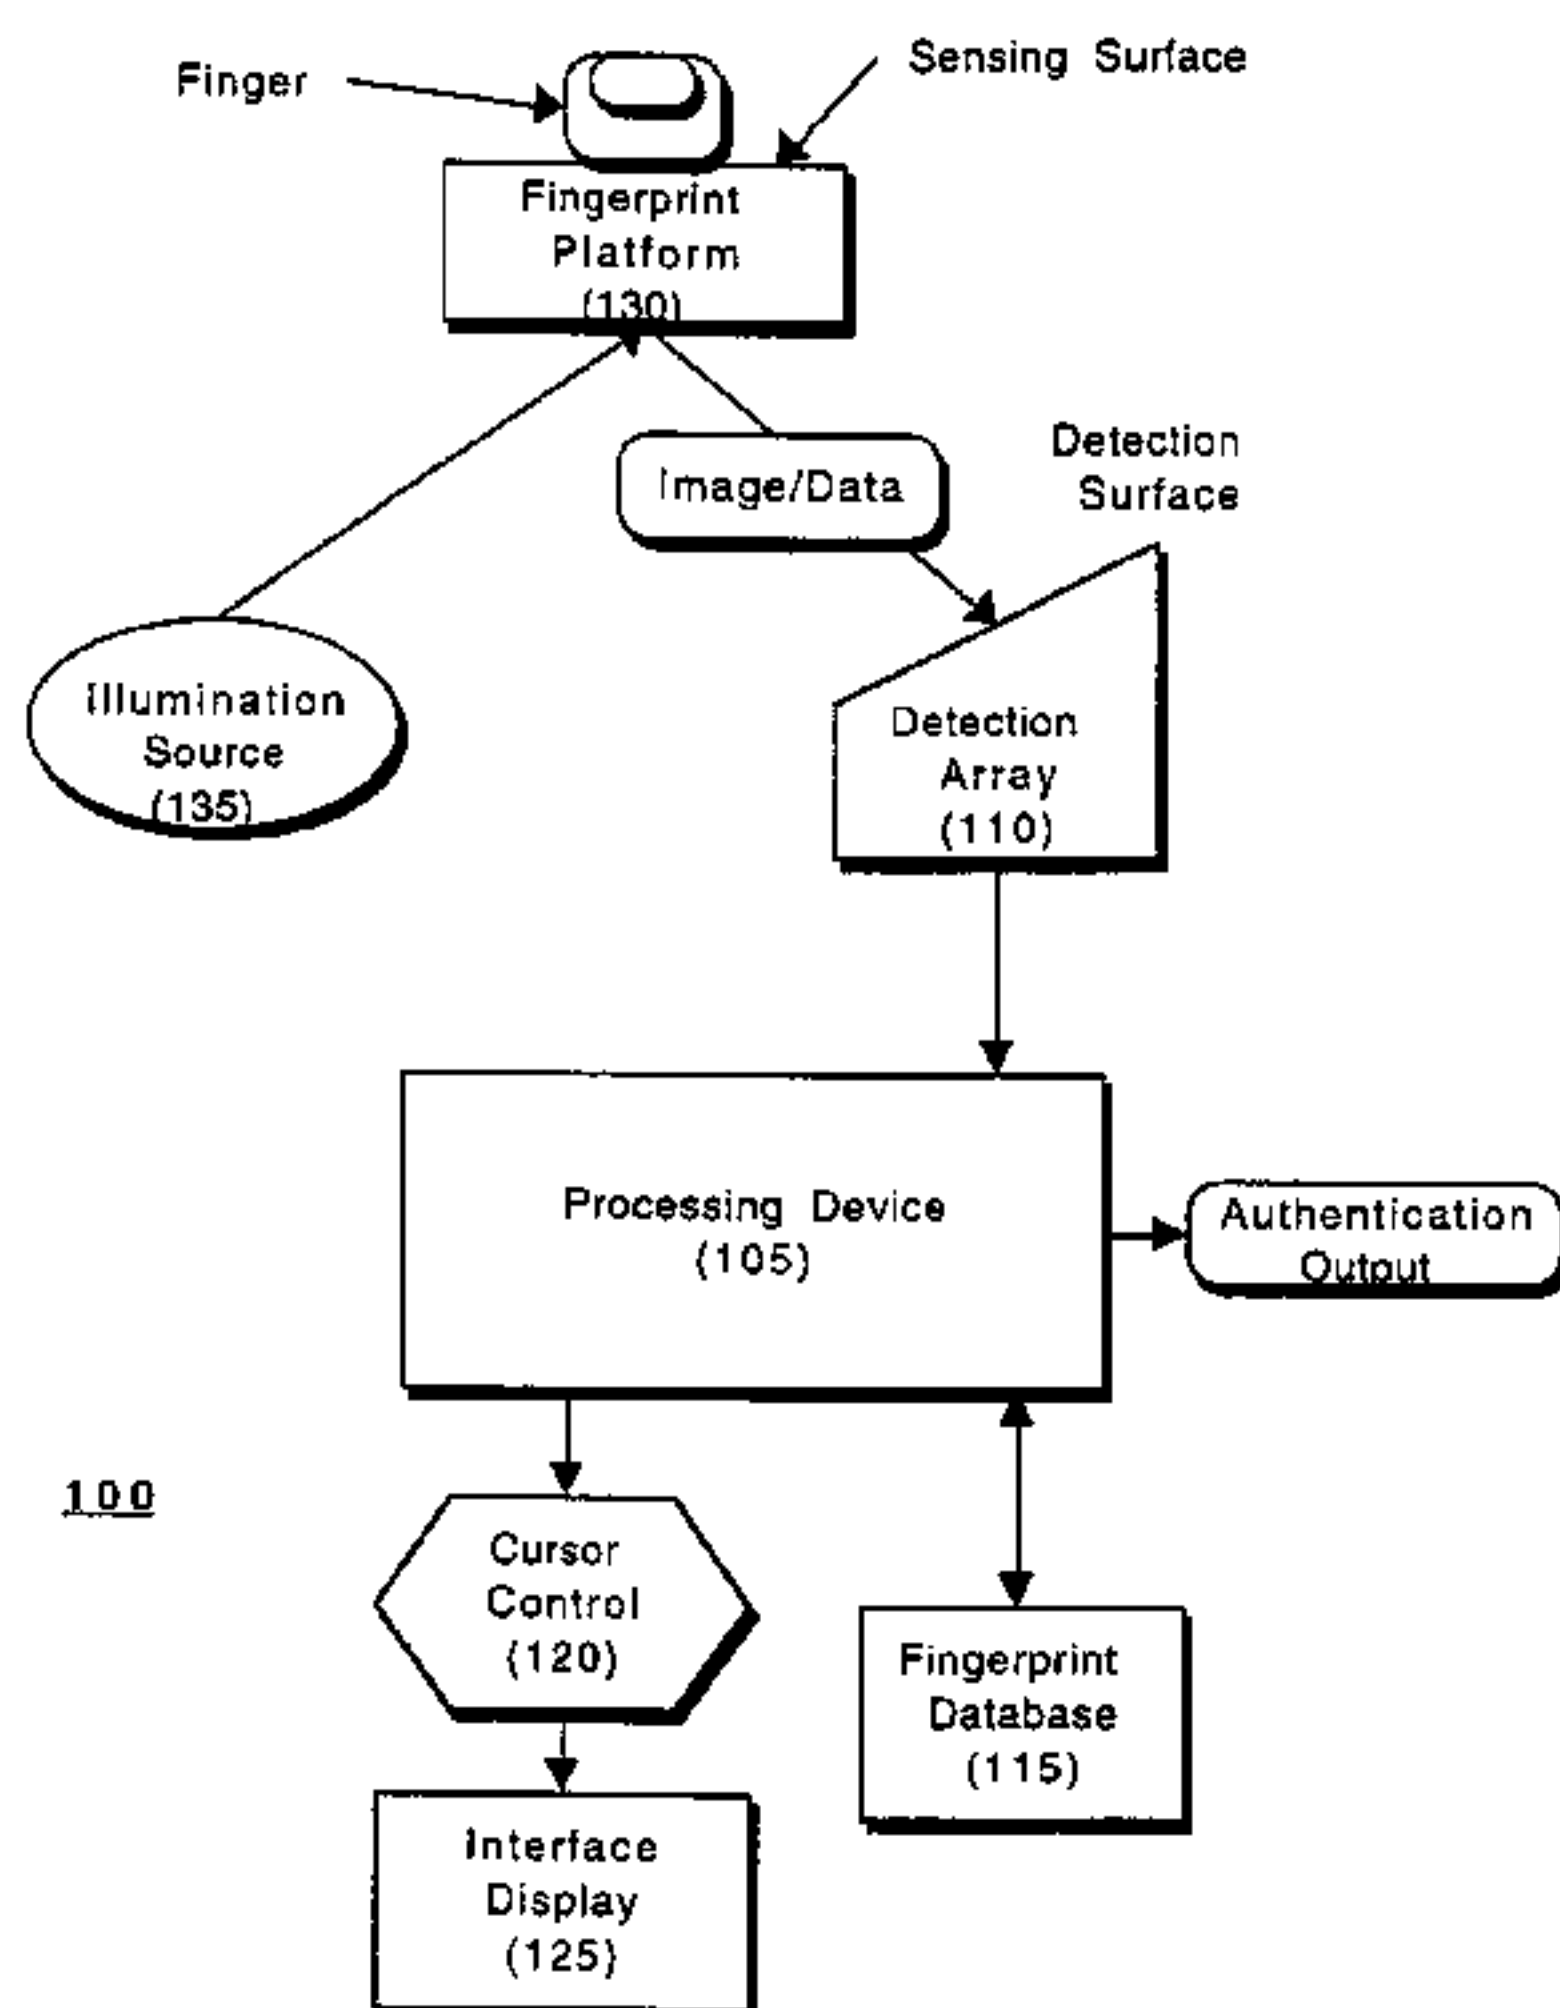 Finger
Sensing Surface
Fingerprint
Platform
(130)
Image/Data
Detection
Surface
Illumination
Source
(135)
Detection
Array
(110)
Processing Device
(105)
Authentication
Output
100
Cursor
Control
(120)
Fingerprint
Database
(115)
Interface
Display
(125)